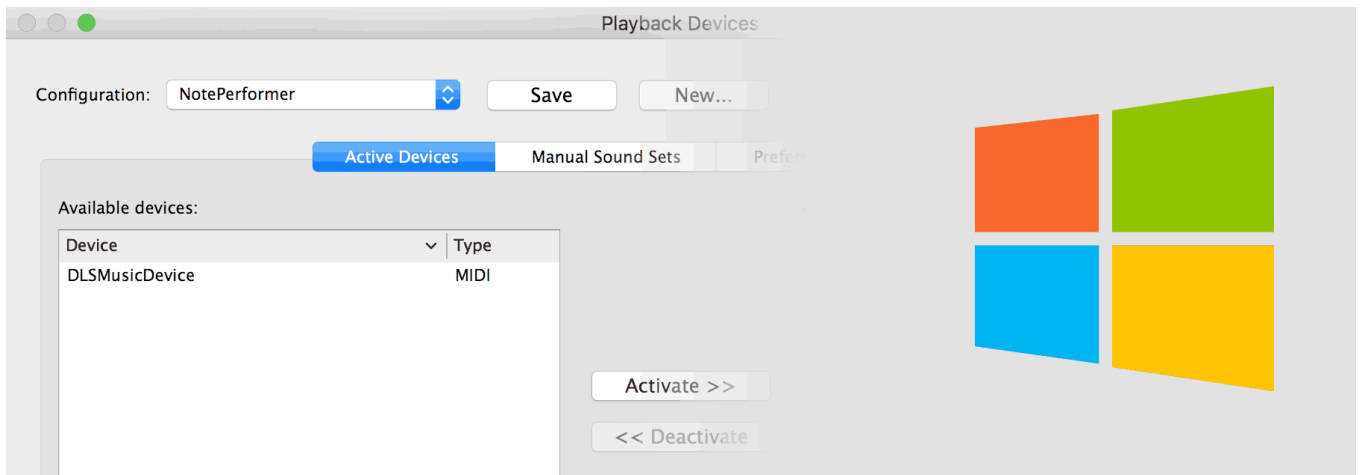 Playback Devices
Configuration: NotePerformer Save New...
Active Devices Manual Sound Sets
Available devices:
Device Type
DLSMusicDevice MIDI
Activate >>
<< Deactivate